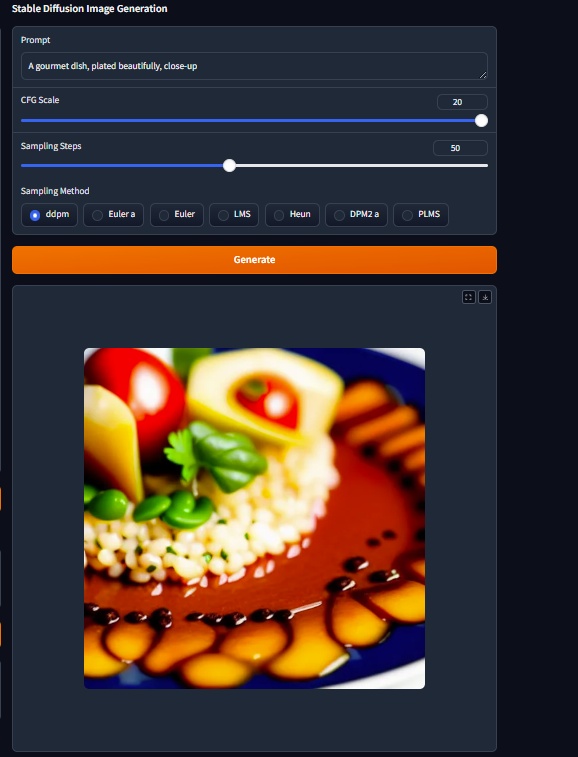 Stable Diffusion Image Generation
Prompt
A gourmet dish, plated beautifully, close-up
CFG Scale
20
Sampling Steps
50
Sampling Method
ddpm Euler a Euler LMS Heun DPM2 a PLMS
Generate